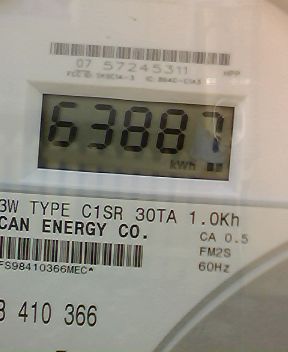 07 57245311
HPP
63887
kWh
3W TYPE C1SR 30TA 1.0Kh
CAN ENERGY CO.
CA 0.5
FM2S
60Hz
FS98410366MEC*
410 366